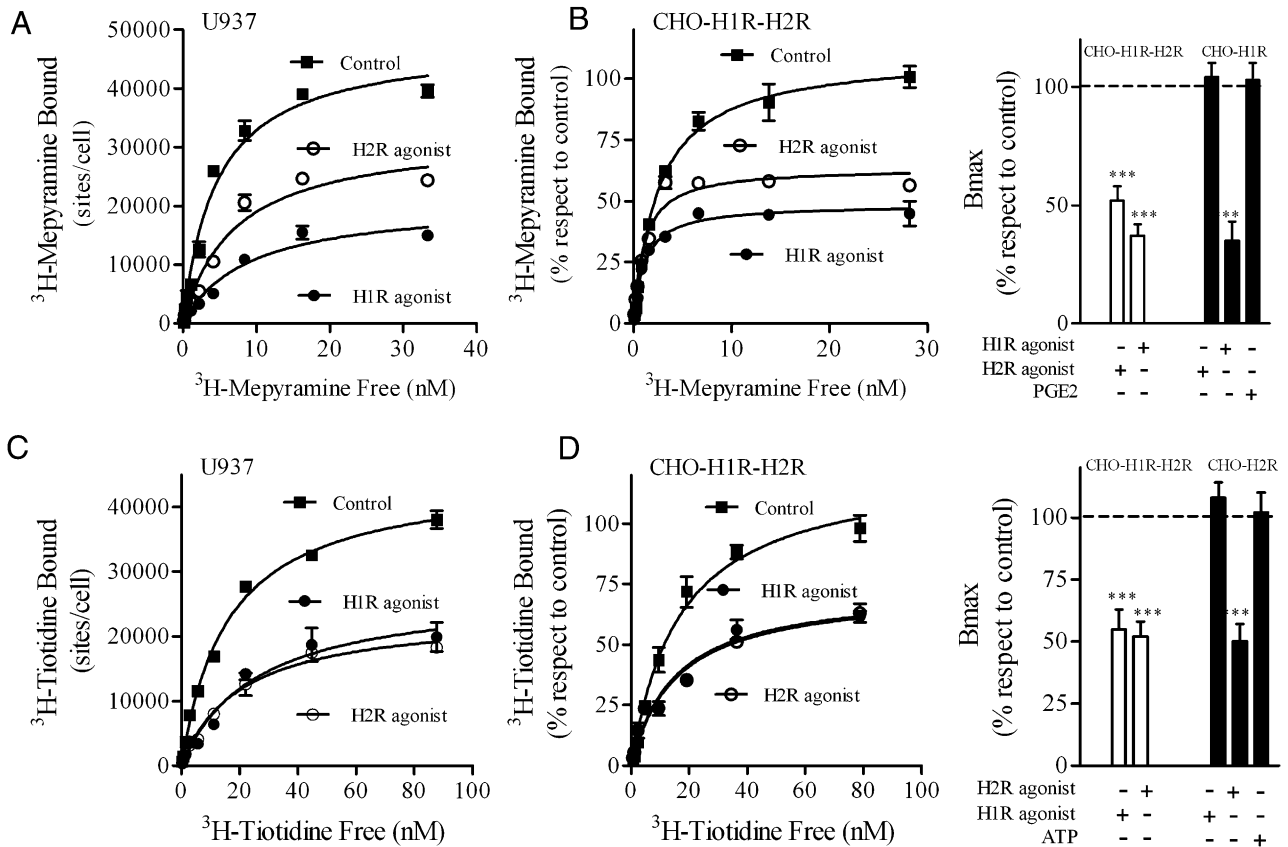 A
U937
50000
40000
30000
20000
10000
0
³H-Mepyramine Bound
(sites/cell)
Control
H2R agonist
H1R agonist
0 10 20 30 40
³H-Mepyramine Free (nM)
B
CHO-H1R-H2R
100
75
50
25
0
³H-Mepyramine Bound
(% respect to control)
Control
H2R agonist
H1R agonist
0 10 20 30
³H-Mepyramine Free (nM)
CHO-H1R-H2R CHO-H1R
100
50
0
Bmax
(% respect to control)
***
***
**
H1R agonist - + - + -
H2R agonist + - + - -
PGE2 - - - - +
C
U937
40000
30000
20000
10000
0
³H-Tiotidine Bound
(sites/cell)
Control
H1R agonist
H2R agonist
0 20 40 60 80 100
³H-Tiotidine Free (nM)
D
CHO-H1R-H2R
100
75
50
25
0
³H-Tiotidine Bound
(% respect to control)
Control
H1R agonist
H2R agonist
0 20 40 60 80 100
³H-Tiotidine Free (nM)
CHO-H1R-H2R CHO-H2R
100
50
0
Bmax
(% respect to control)
***
***
***
H2R agonist - + - + -
H1R agonist + - + - -
ATP - - - - +